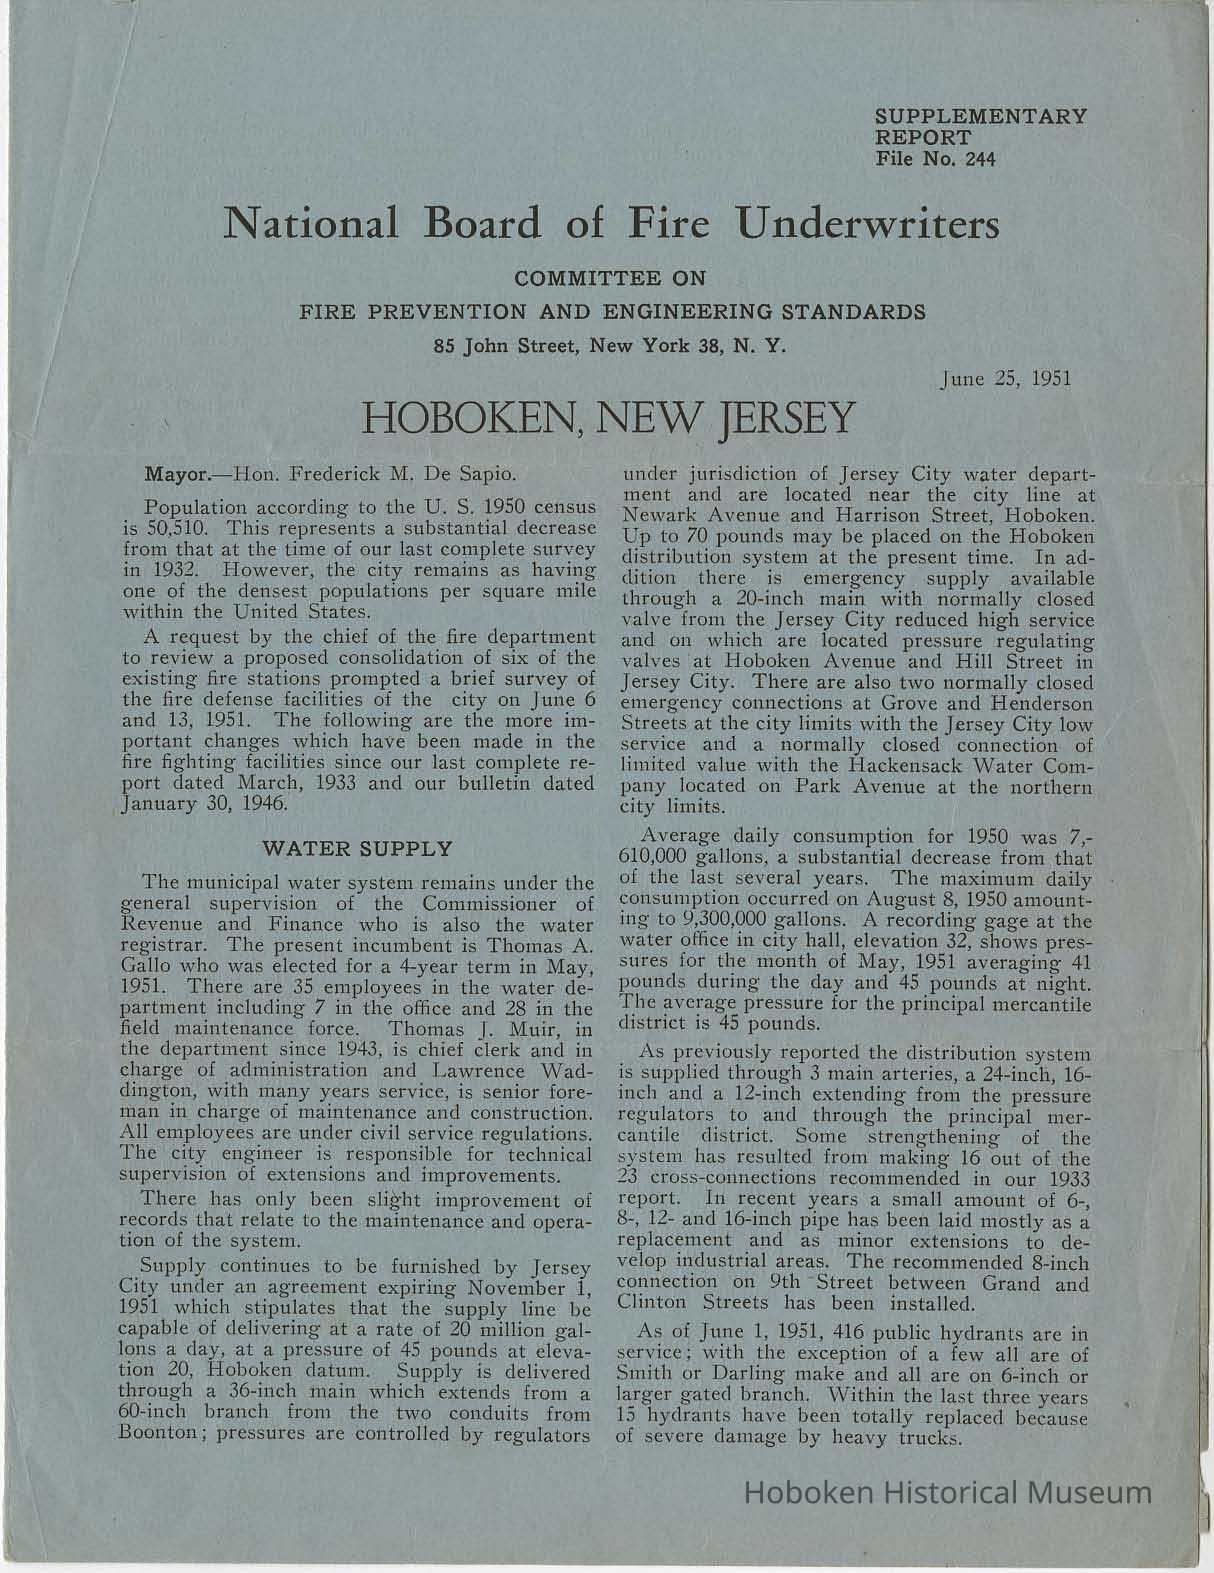 SUPPLEMENTARY
REPORT
File No. 244
National Board of Fire Underwriters
COMMITTEE ON
FIRE PREVENTION AND ENGINEERING STANDARDS
85 John Street, New York 38, N. Y.
June 25, 1951
HOBOKEN, NEW JERSEY
Mayor.—Hon. Frederick M. De Sapio.
Population according to the U. S. 1950 census
is 50,510. This represents a substantial decrease
from that at the time of our last complete survey
in 1932. However, the city remains as having
one of the densest populations per square mile
within the United States.
A request by the chief of the fire department
to review a proposed consolidation of six of the
existing fire stations prompted a brief survey of
the fire defense facilities of the city on June 6
and 13, 1951. The following are the more im-
portant changes which have been made in the
fire fighting facilities since our last complete re-
port dated March, 1933 and our bulletin dated
January 30, 1946.
WATER SUPPLY
The municipal water system remains under the
general supervision of the Commissioner of
Revenue and Finance who is also the water
registrar. The present incumbent is Thomas A.
Gallo who was elected for a 4-year term in May,
1951. There are 35 employees in the water de-
partment including 7 in the office and 28 in the
field maintenance force. Thomas J. Muir, in
the department since 1943, is chief clerk and in
charge of administration and Lawrence Wad-
dington, with many years service, is senior fore-
man in charge of maintenance and construction.
All employees are under civil service regulations.
The city engineer is responsible for technical
supervision of extensions and improvements.
There has only been slight improvement of
records that relate to the maintenance and opera-
tion of the system.
Supply continues to be furnished by Jersey
City under an agreement expiring November 1,
1951 which stipulates that the supply line be
capable of delivering at a rate of 20 million gal-
lons a day, at a pressure of 45 pounds at eleva-
tion 20, Hoboken datum. Supply is delivered
through a 36-inch main which extends from a
60-inch branch from the two conduits from
Boonton; pressures are controlled by regulators
under jurisdiction of Jersey City water depart-
ment and are located near the city line at
Newark Avenue and Harrison Street, Hoboken.
Up to 70 pounds may be placed on the Hoboken
distribution system at the present time. In ad-
dition there is emergency supply available
through a 20-inch main with normally closed
valve from the Jersey City reduced high service
and on which are located pressure regulating
valves at Hoboken Avenue and Hill Street in
Jersey City. There are also two normally closed
emergency connections at Grove and Henderson
Streets at the city limits with the Jersey City low
service and a normally closed connection of
limited value with the Hackensack Water Com-
pany located on Park Avenue at the northern
city limits.
Average daily consumption for 1950 was 7,-
610,000 gallons, a substantial decrease from that
of the last several years. The maximum daily
consumption occurred on August 8, 1950 amount-
ing to 9,300,000 gallons. A recording gage at the
water office in city hall, elevation 32, shows pres-
sures for the month of May, 1951 averaging 41
pounds during the day and 45 pounds at night.
The average pressure for the principal mercantile
district is 45 pounds.
As previously reported the distribution system
is supplied through 3 main arteries, a 24-inch, 16-
inch and a 12-inch extending from the pressure
regulators to and through the principal mer-
cantile district. Some strengthening of the
system has resulted from making 16 out of the
23 cross-connections recommended in our 1933
report. In recent years a small amount of 6-,
8-, 12- and 16-inch pipe has been laid mostly as a
replacement and as minor extensions to de-
velop industrial areas. The recommended 8-inch
connection on 9th Street between Grand and
Clinton Streets has been installed.
As of June 1, 1951, 416 public hydrants are in
service; with the exception of a few all are of
Smith or Darling make and all are on 6-inch or
larger gated branch. Within the last three years
15 hydrants have been totally replaced because
of severe damage by heavy trucks.
Hoboken Historical Museum